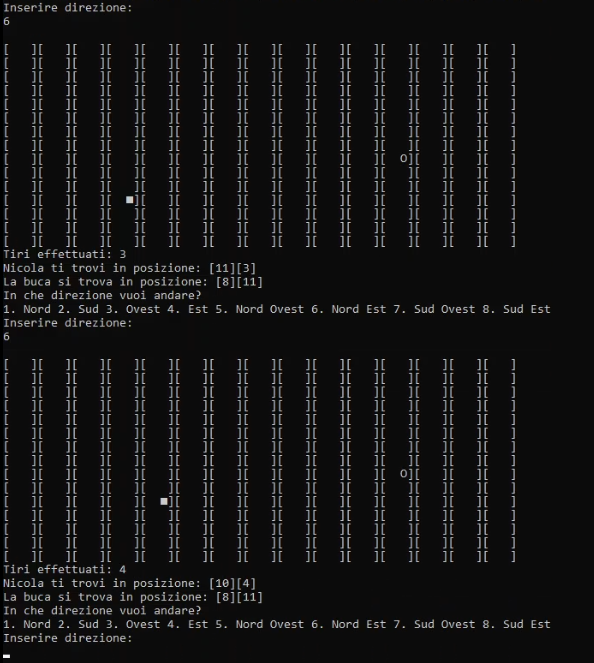 Inserire direzione:
6
[   ][   ][   ][   ][   ][   ][   ][   ][   ][   ][   ][   ][   ][   ][   ]
[   ][   ][   ][   ][   ][   ][   ][   ][   ][   ][   ][   ][   ][   ][   ]
[   ][   ][   ][   ][   ][   ][   ][   ][   ][   ][   ][   ][   ][   ][   ]
[   ][   ][   ][   ][   ][   ][   ][   ][   ][   ][   ][   ][   ][   ][   ]
[   ][   ][   ][   ][   ][   ][   ][   ][   ][   ][   ][   ][   ][   ][   ]
[   ][   ][   ][   ][   ][   ][   ][   ][   ][   ][   ][   ][   ][   ][   ]
[   ][   ][   ][   ][   ][   ][   ][   ][   ][   ][   ][   ][   ][   ][   ]
[   ][   ][   ][   ][   ][   ][   ][   ][   ][   ][   ][   ][   ][   ][   ]
[   ][   ][   ][   ][   ][   ][   ][   ][   ][   ][   ][  O][   ][   ][   ]
[   ][   ][   ][   ][   ][   ][   ][   ][   ][   ][   ][   ][   ][   ][   ]
[   ][   ][   ][   ][   ][   ][   ][   ][   ][   ][   ][   ][   ][   ][   ]
[   ][   ][   ][  ■][   ][   ][   ][   ][   ][   ][   ][   ][   ][   ][   ]
[   ][   ][   ][   ][   ][   ][   ][   ][   ][   ][   ][   ][   ][   ][   ]
[   ][   ][   ][   ][   ][   ][   ][   ][   ][   ][   ][   ][   ][   ][   ]
[   ][   ][   ][   ][   ][   ][   ][   ][   ][   ][   ][   ][   ][   ][   ]
Tiri effettuati: 3
Nicola ti trovi in posizione: [11][3]
La buca si trova in posizione: [8][11]
In che direzione vuoi andare?
1. Nord 2. Sud 3. Ovest 4. Est 5. Nord Ovest 6. Nord Est 7. Sud Ovest 8. Sud Est
Inserire direzione:
6
[   ][   ][   ][   ][   ][   ][   ][   ][   ][   ][   ][   ][   ][   ][   ]
[   ][   ][   ][   ][   ][   ][   ][   ][   ][   ][   ][   ][   ][   ][   ]
[   ][   ][   ][   ][   ][   ][   ][   ][   ][   ][   ][   ][   ][   ][   ]
[   ][   ][   ][   ][   ][   ][   ][   ][   ][   ][   ][   ][   ][   ][   ]
[   ][   ][   ][   ][   ][   ][   ][   ][   ][   ][   ][   ][   ][   ][   ]
[   ][   ][   ][   ][   ][   ][   ][   ][   ][   ][   ][   ][   ][   ][   ]
[   ][   ][   ][   ][   ][   ][   ][   ][   ][   ][   ][   ][   ][   ][   ]
[   ][   ][   ][   ][   ][   ][   ][   ][   ][   ][   ][   ][   ][   ][   ]
[   ][   ][   ][   ][   ][   ][   ][   ][   ][   ][   ][  O][   ][   ][   ]
[   ][   ][   ][   ][   ][   ][   ][   ][   ][   ][   ][   ][   ][   ][   ]
[   ][   ][   ][   ][  ■][   ][   ][   ][   ][   ][   ][   ][   ][   ][   ]
[   ][   ][   ][   ][   ][   ][   ][   ][   ][   ][   ][   ][   ][   ][   ]
[   ][   ][   ][   ][   ][   ][   ][   ][   ][   ][   ][   ][   ][   ][   ]
[   ][   ][   ][   ][   ][   ][   ][   ][   ][   ][   ][   ][   ][   ][   ]
[   ][   ][   ][   ][   ][   ][   ][   ][   ][   ][   ][   ][   ][   ][   ]
Tiri effettuati: 4
Nicola ti trovi in posizione: [10][4]
La buca si trova in posizione: [8][11]
In che direzione vuoi andare?
1. Nord 2. Sud 3. Ovest 4. Est 5. Nord Ovest 6. Nord Est 7. Sud Ovest 8. Sud Est
Inserire direzione: